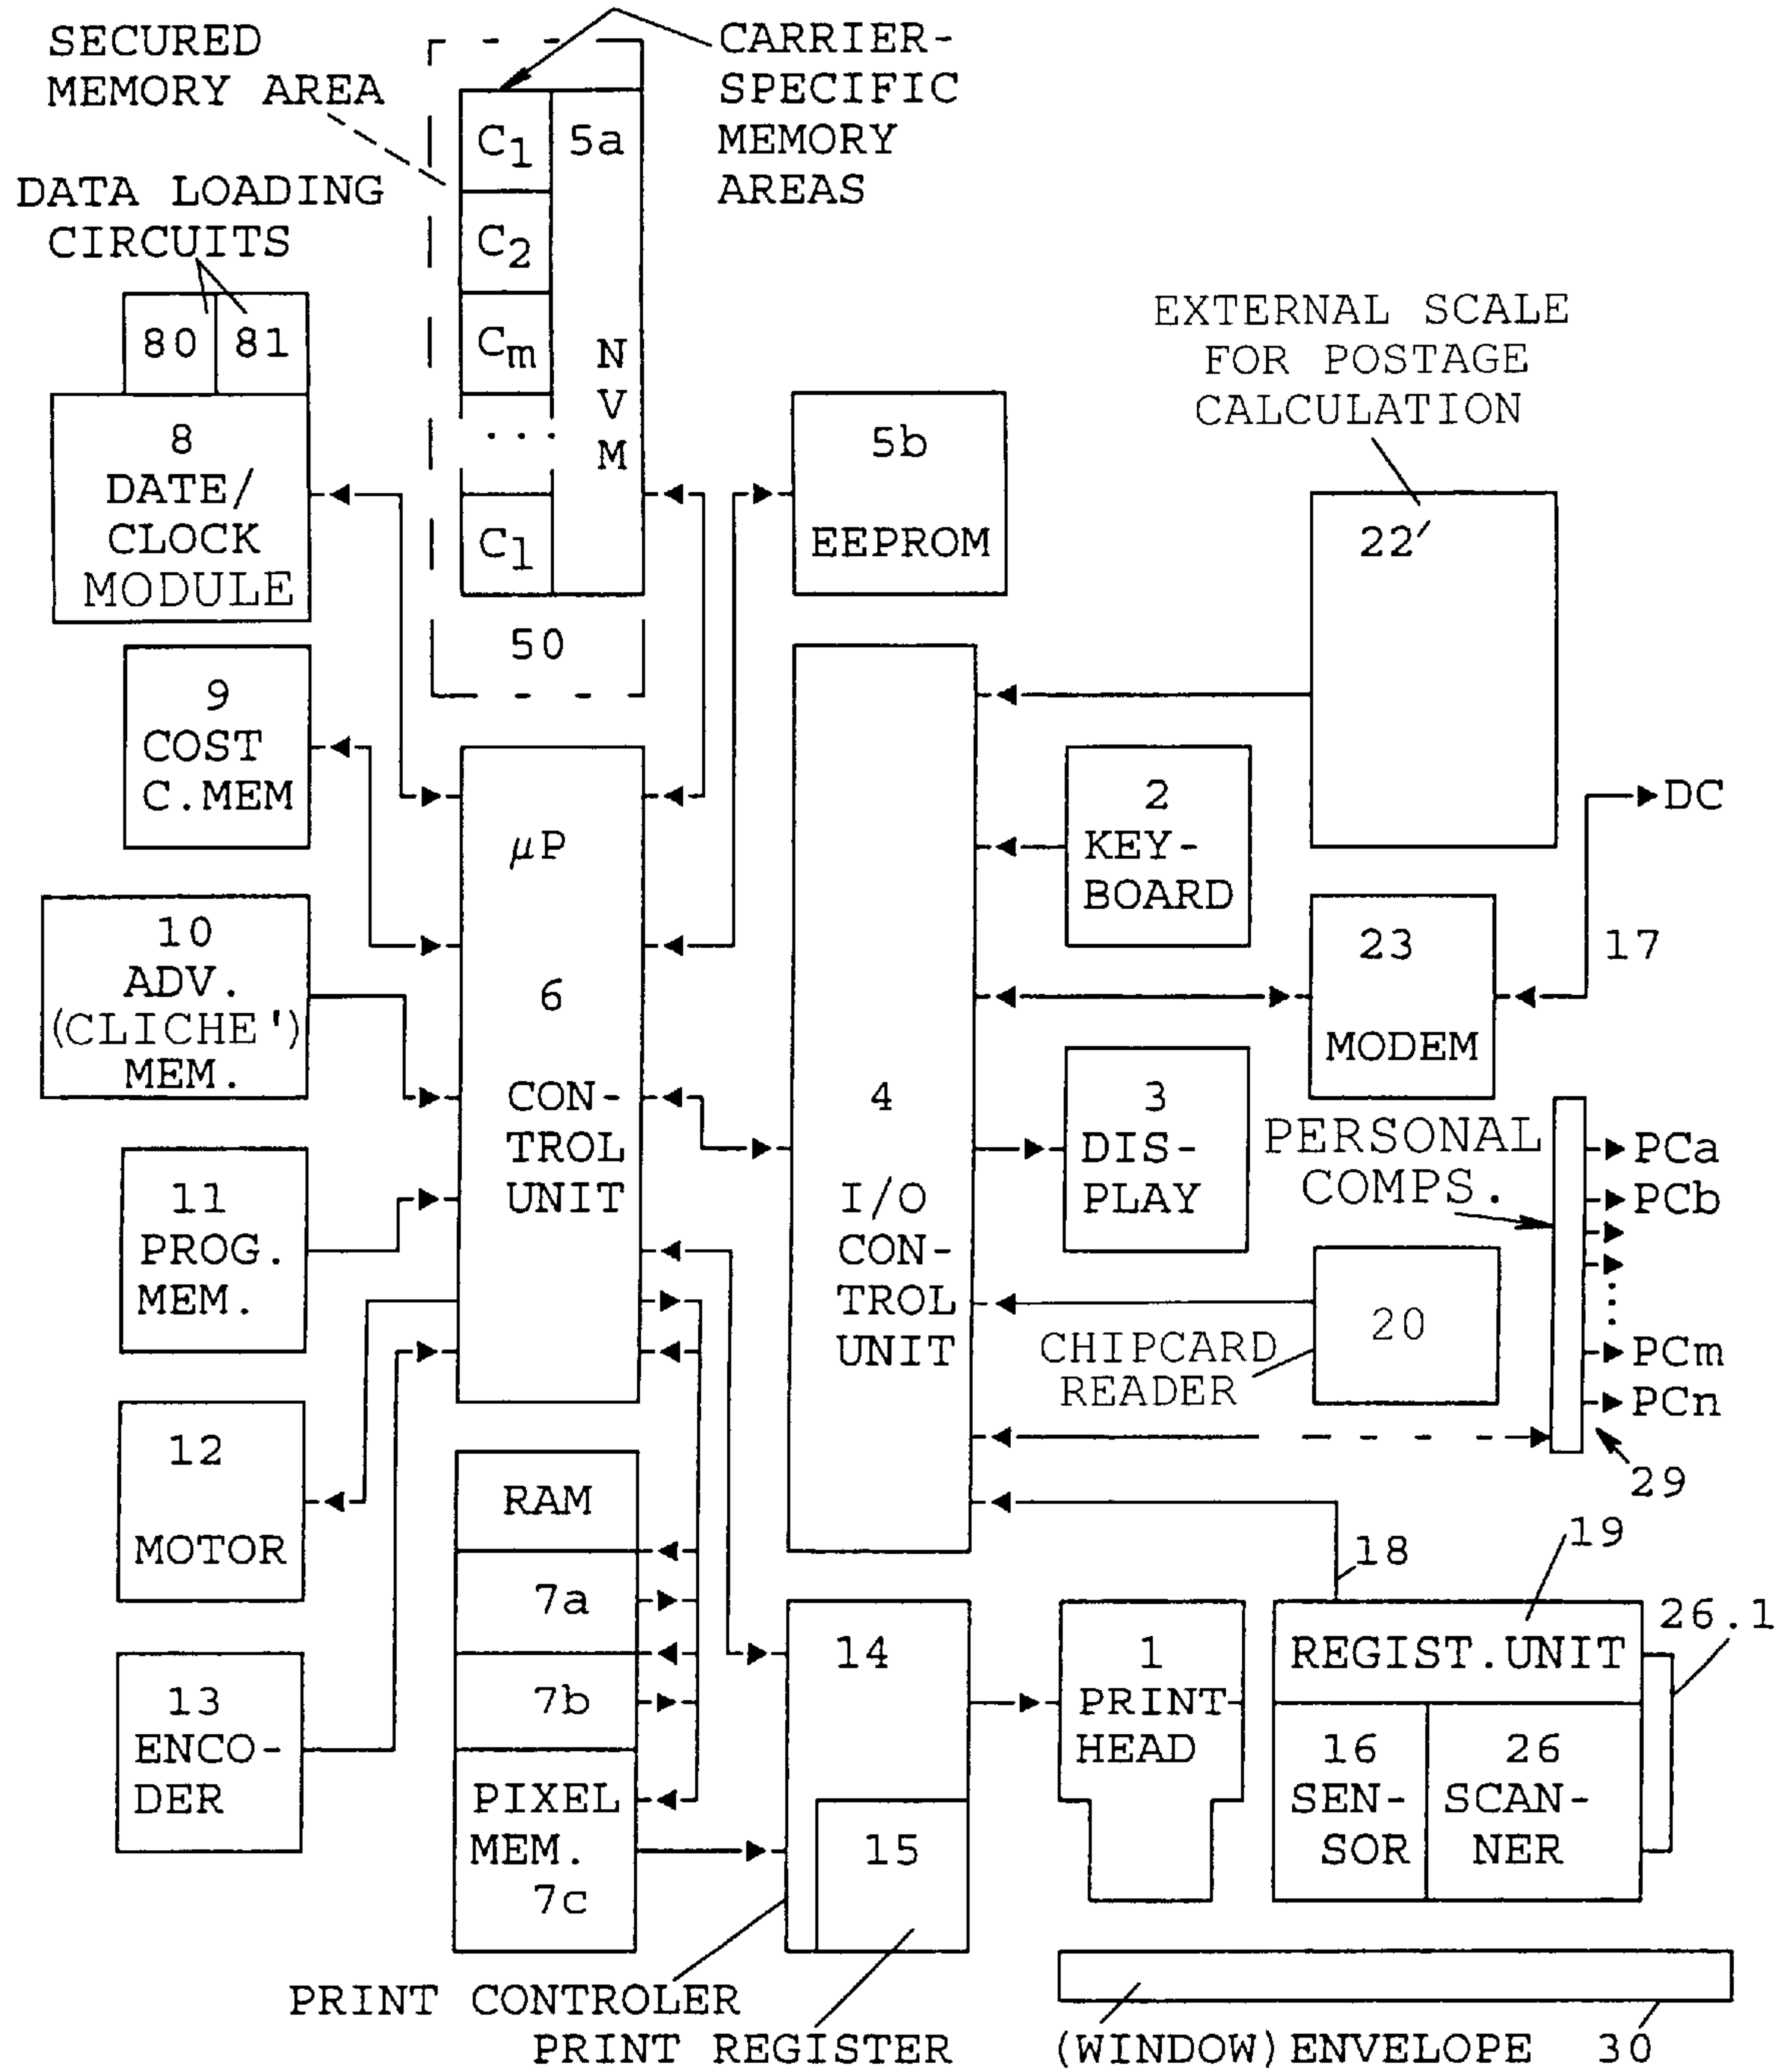 SECURED
MEMORY AREA
CARRIER-
SPECIFIC
MEMORY
AREAS
DATA LOADING
CIRCUITS
C1
5a
C2
Cm
NVM
...
C1
50
80
81
8
DATE/
CLOCK
MODULE
5b
EEPROM
EXTERNAL SCALE
FOR POSTAGE
CALCULATION
22′
9
COST
C.MEM
µP
6
CON-
TROL
UNIT
2
KEY-
BOARD
DC
17
10
ADV.
(CLICHE')
MEM.
23
MODEM
4
I/O
CON-
TROL
UNIT
3
DIS-
PLAY
PERSONAL
COMPS.
PCa
PCb
PCm
PCn
29
11
PROG.
MEM.
20
CHIPCARD
READER
12
MOTOR
RAM
7a
7b
PIXEL
MEM.
7c
13
ENCO-
DER
14
15
1
PRINT-
HEAD
18
19
26.1
REGIST.UNIT
16
SEN-
SOR
26
SCAN-
NER
PRINT CONTROLER
PRINT REGISTER
(WINDOW) ENVELOPE 30